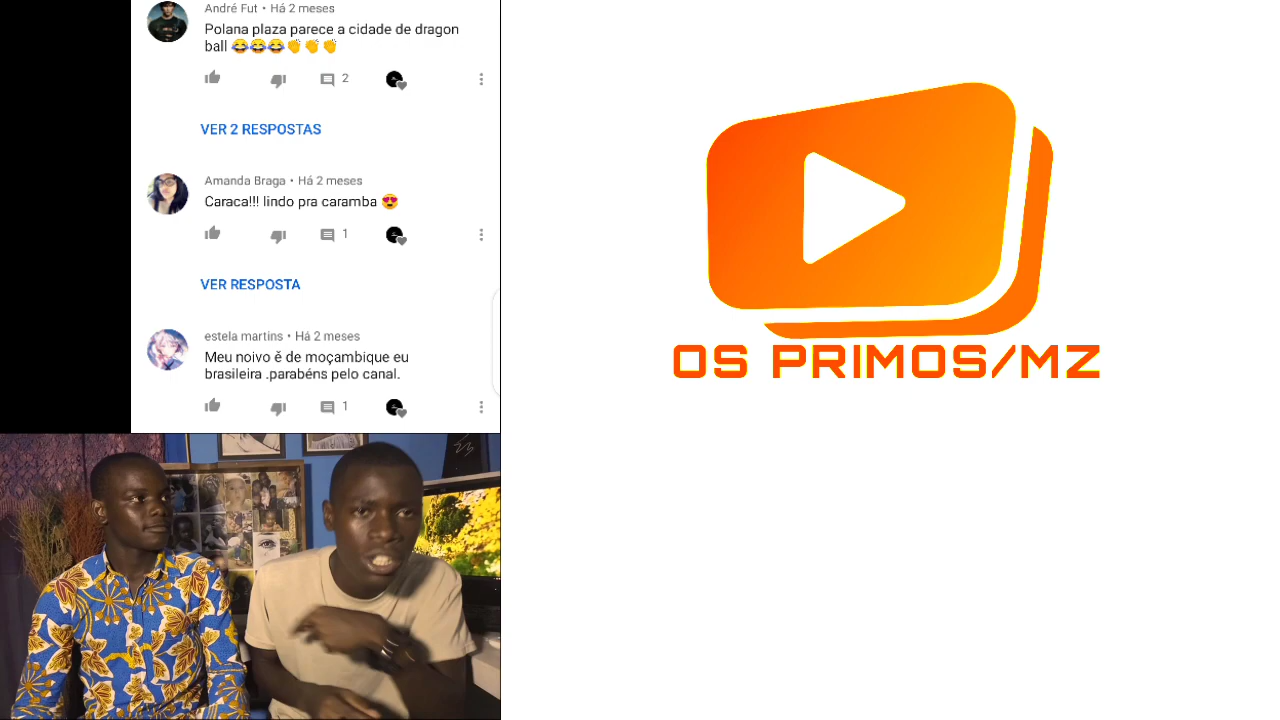 André Fut • Há 2 meses
Polana plaza parece a cidade de dragon
ball 😂😂😂👏👏👏
2
VER 2 RESPOSTAS
Amanda Braga • Há 2 meses
Caraca!!! lindo pra caramba 😍
1
VER RESPOSTA
estela martins • Há 2 meses
Meu noivo ě de moçambique eu
brasileira .parabéns pelo canal.
1
OS PRIMOS/MZ